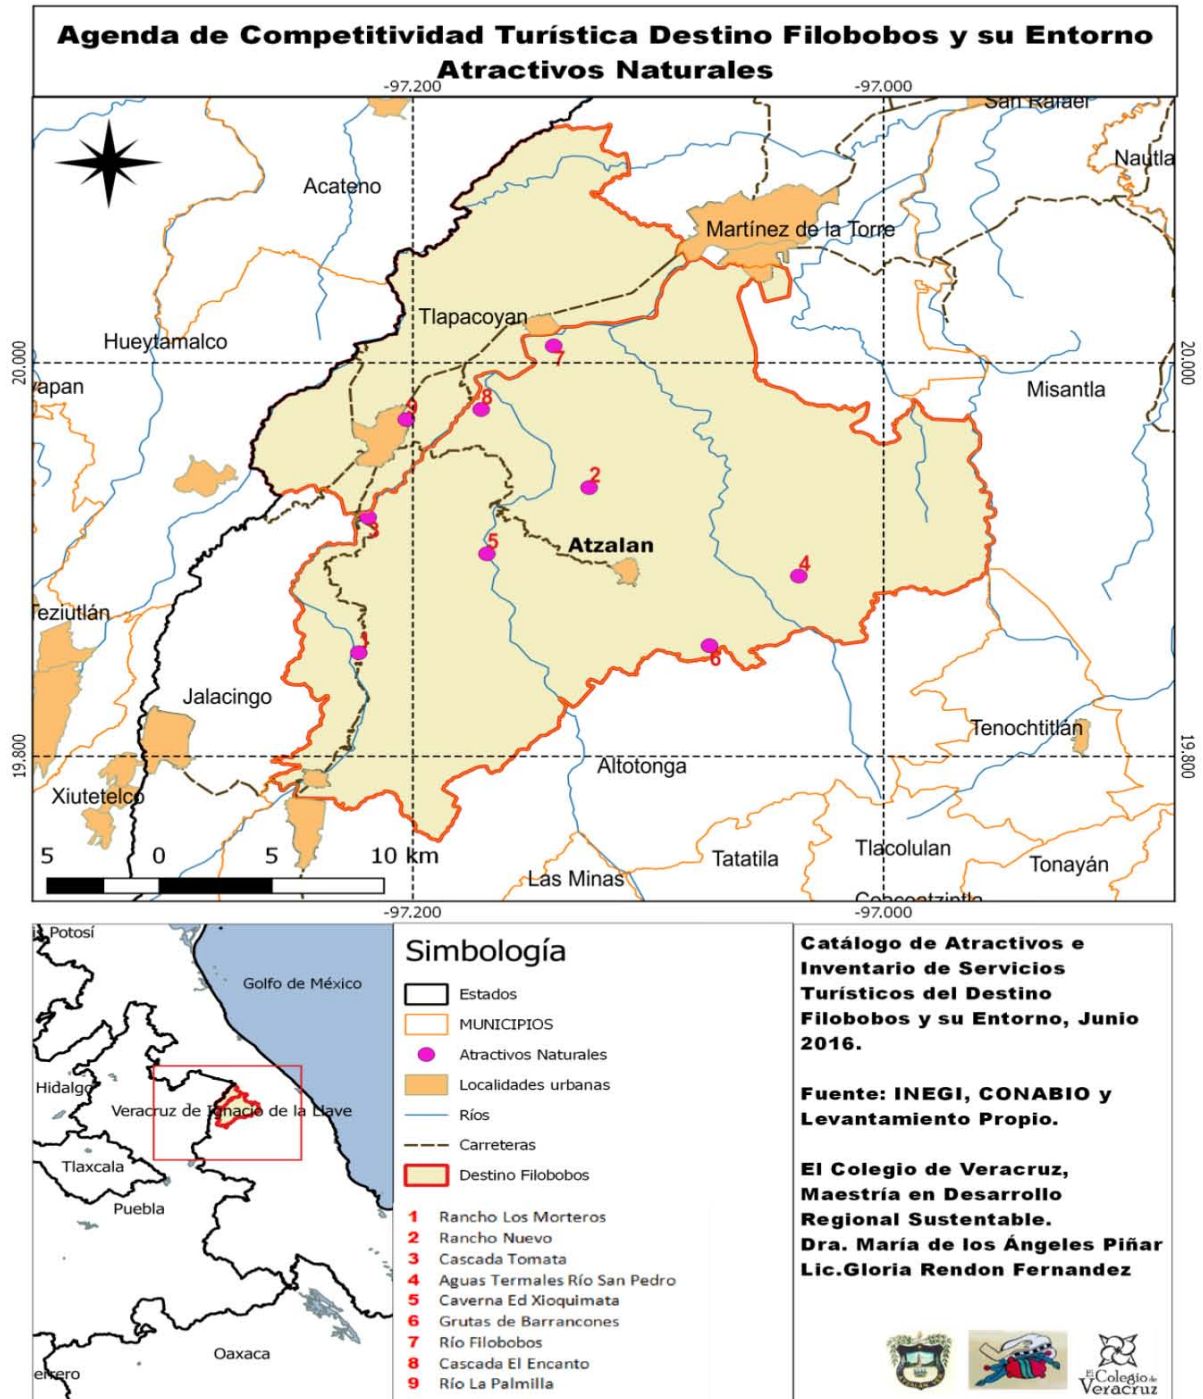 Agenda de Competitividad Turística Destino Filobobos y su Entorno
Atractivos Naturales
-97.200
-97.000
San Rafael
Nautla
Acateno
Martínez de la Torre
Tlapacoyan
Hueytamalco
20.000
20.000
yapan
7
Misantla
8
9
2
3
5
Atzalan
4
Teziutlán
1
6
Jalacingo
Tenochtitlán
19.800
19.800
Altotonga
Xiutetelco
Tlacolulan
Tatatila
Tonayán
5 0 5 10 km
Las Minas
-97.200
-97.000
is Potosí
Golfo de México
Hidalgo
Veracruz de Ignacio de la Llave
Tlaxcala
Puebla
Oaxaca
errero
Simbología
Estados
MUNICIPIOS
Atractivos Naturales
Localidades urbanas
Ríos
Carreteras
Destino Filobobos
1 Rancho Los Morteros
2 Rancho Nuevo
3 Cascada Tomata
4 Aguas Termales Río San Pedro
5 Caverna Ed Xioquimata
6 Grutas de Barrancones
7 Río Filobobos
8 Cascada El Encanto
9 Río La Palmilla
Catálogo de Atractivos e
Inventario de Servicios
Turísticos del Destino
Filobobos y su Entorno, Junio
2016.
Fuente: INEGI, CONABIO y
Levantamiento Propio.
El Colegio de Veracruz,
Maestría en Desarrollo
Regional Sustentable.
Dra. María de los Ángeles Piñar
Lic.Gloria Rendon Fernandez
El Colegio de
Veracruz